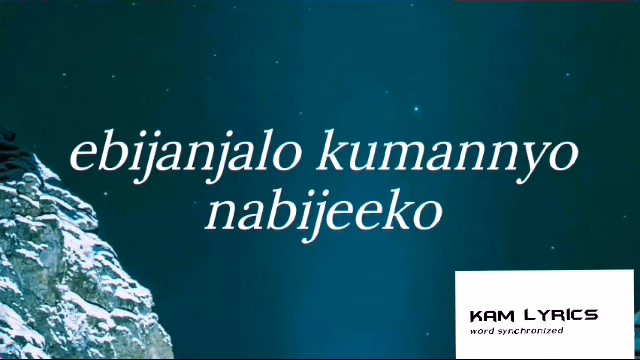 ebijanjalo kumannyo
nabijeeko
KAM LYRICS
word synchronized